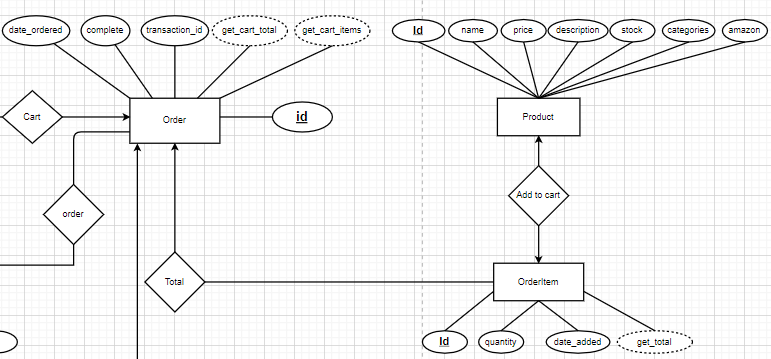 date_ordered
complete
transaction_id
get_cart_total
get_cart_items
Id
name
price
description
stock
categories
amazon
Cart
Order
id
Product
Add to cart
order
Total
OrderItem
Id
quantity
date_added
get_total